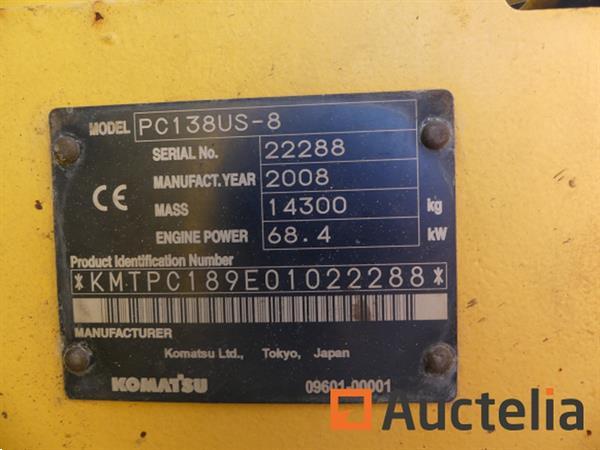 MODEL PC138US-8
SERIAL No. 22288
MANUFACT.YEAR 2008
CE MASS 14300 kg
ENGINE POWER 68.4 kW
Product Identification Number
*KMTPC189E01022288*
MANUFACTURER
Komatsu Ltd., Tokyo, Japan
KOMATSU 09601-00001
Auctelia